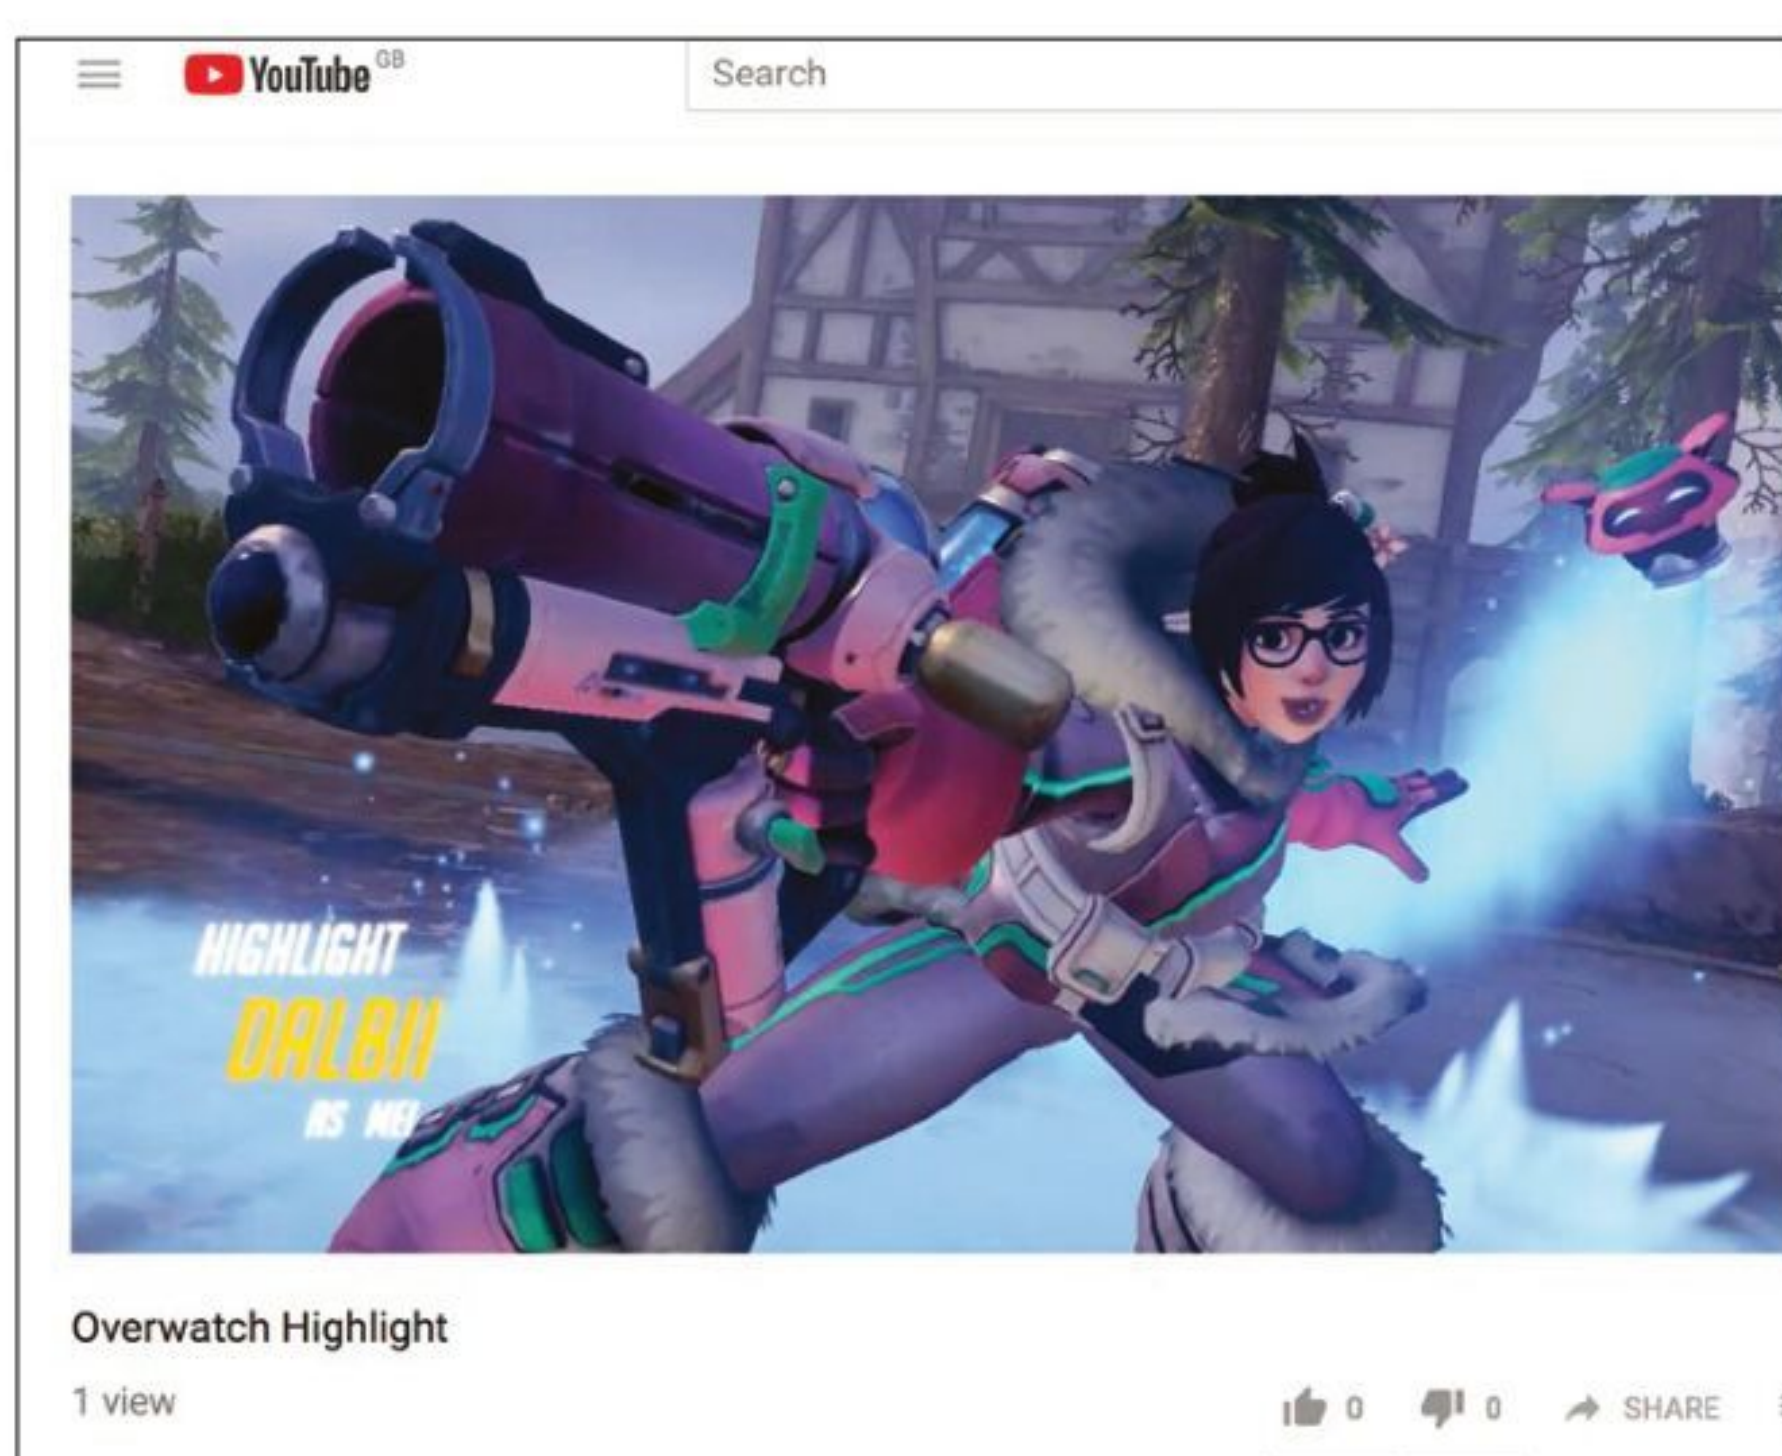 YouTube GB
Search
HIGHLIGHT
DALBII
AS MEI
Overwatch Highlight
1 view
0 0 SHARE